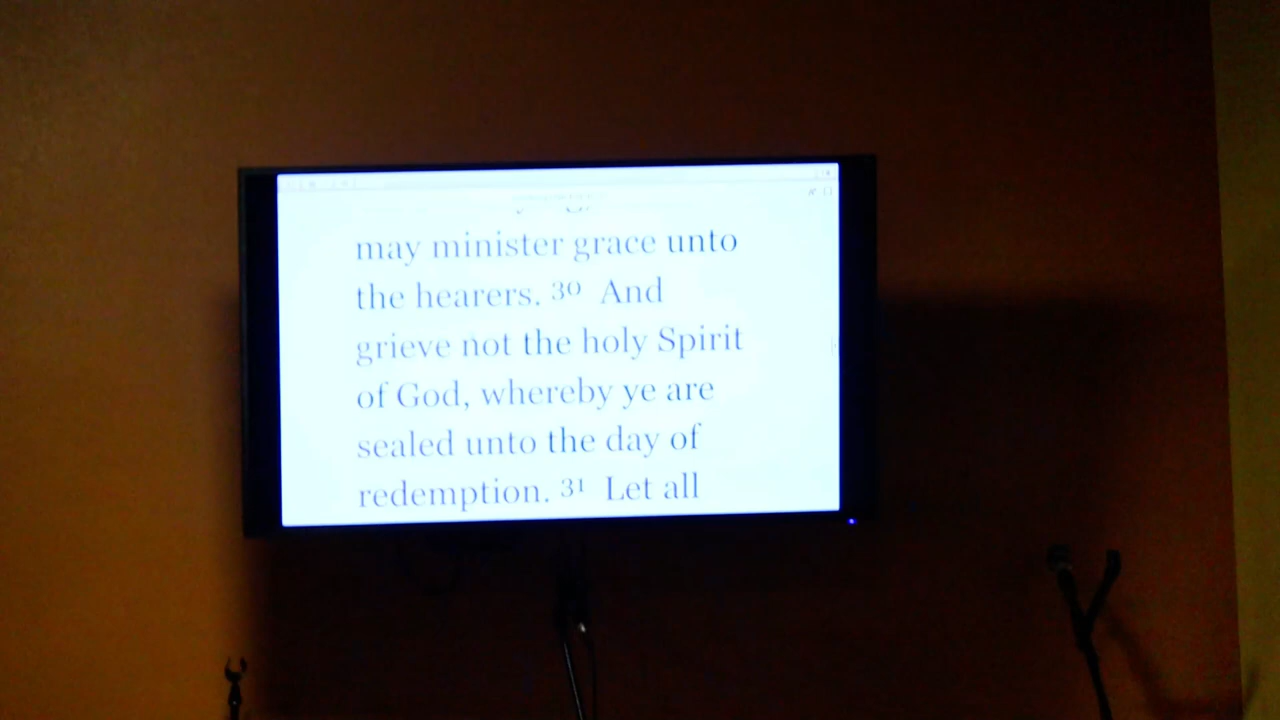 may minister grace unto
the hearers. 30 And
grieve not the holy Spirit
of God, whereby ye are
sealed unto the day of
redemption. 31 Let all